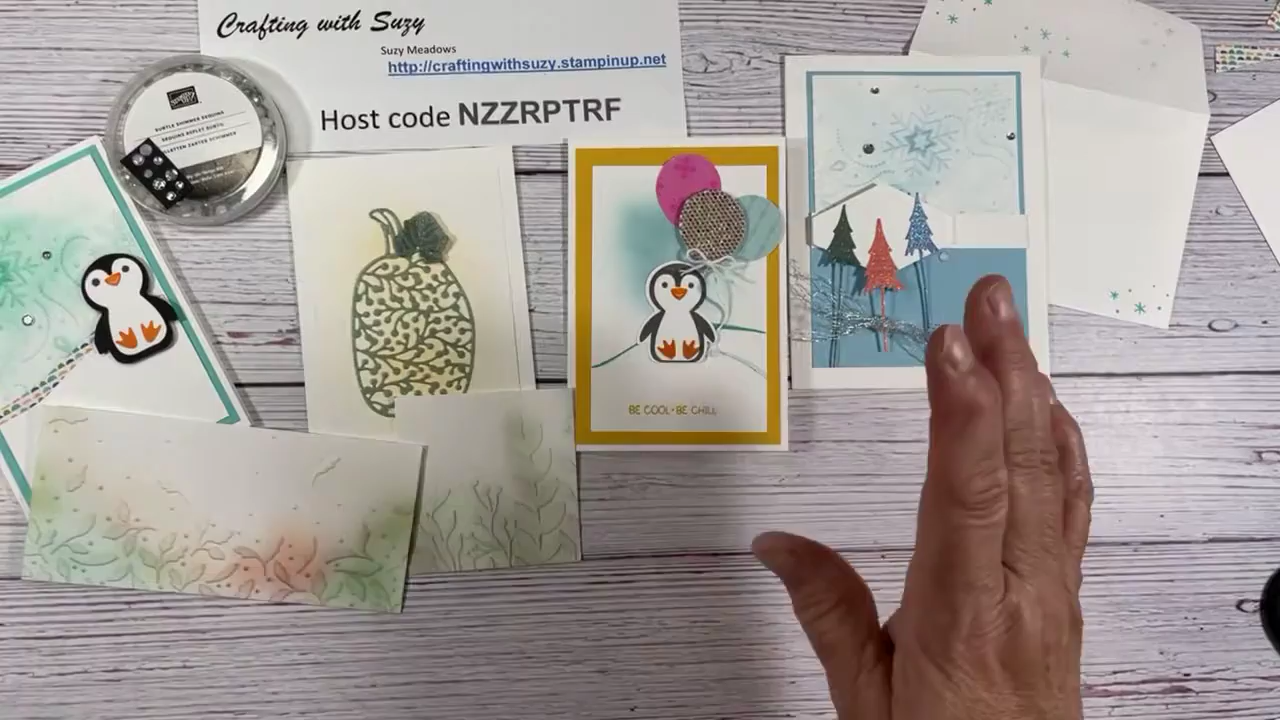 Crafting with Suzy
Suzy Meadows
http://craftingwithsuzy.stampinup.net
Host code NZZRPTRF
SUBTLE SHIMMER SEQUINS
BE COOL • BE CHILL